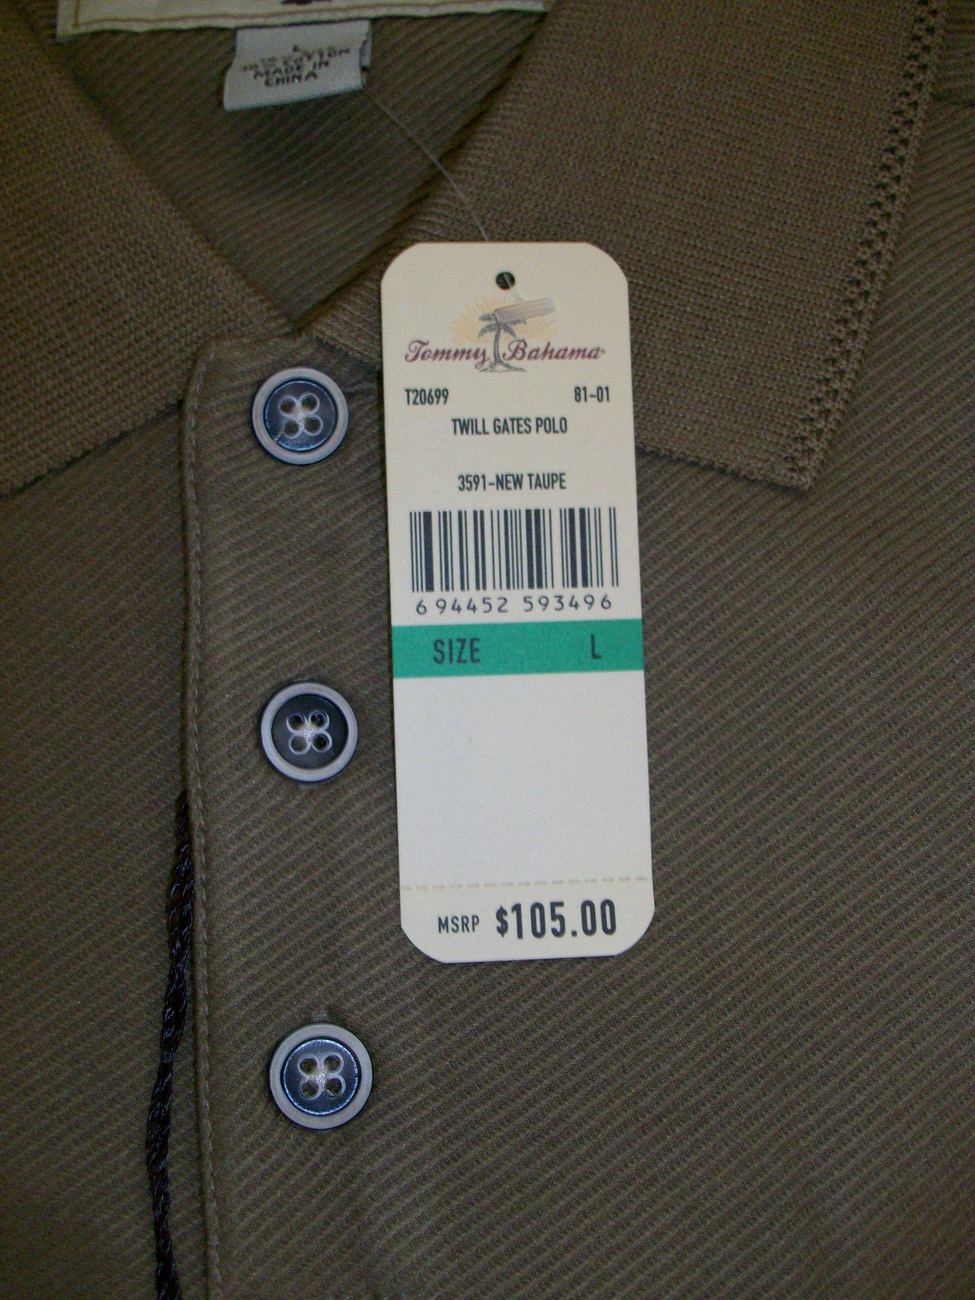 L
MADE IN
CHINA
Tommy Bahama
T20699 81-01
TWILL GATES POLO
3591-NEW TAUPE
6 94452 593496
SIZE L
MSRP $105.00